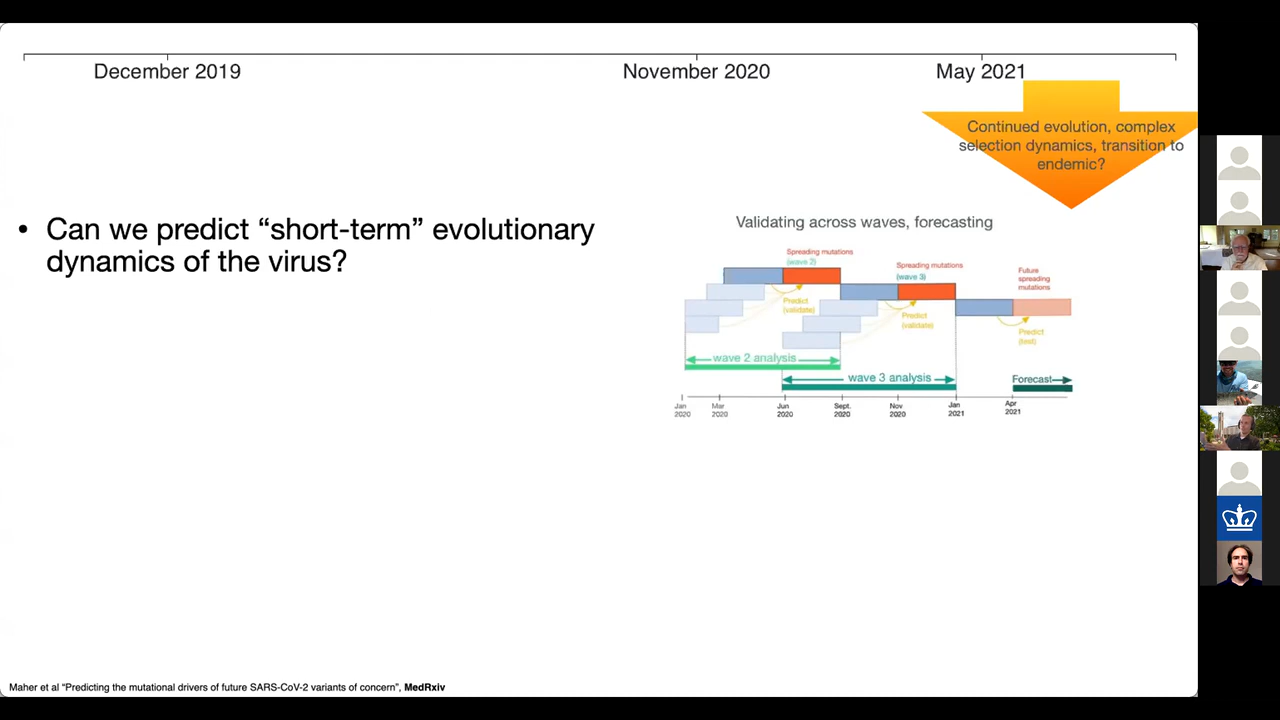 December 2019
November 2020
May 2021
Continued evolution, complex
selection dynamics, transition to
endemic?
• Can we predict “short-term” evolutionary
dynamics of the virus?
Validating across waves, forecasting
Spreading mutations
(wave 2)
Spreading mutations
(wave 3)
Future
spreading
mutations
Predict
(validate)
Predict
(validate)
Predict
(test)
wave 2 analysis
wave 3 analysis
Forecast
Jan
2020
Mar
2020
Jun
2020
Sept.
2020
Nov
2020
Jan
2021
Apr
2021
Maher et al “Predicting the mutational drivers of future SARS-CoV-2 variants of concern”, MedRxiv